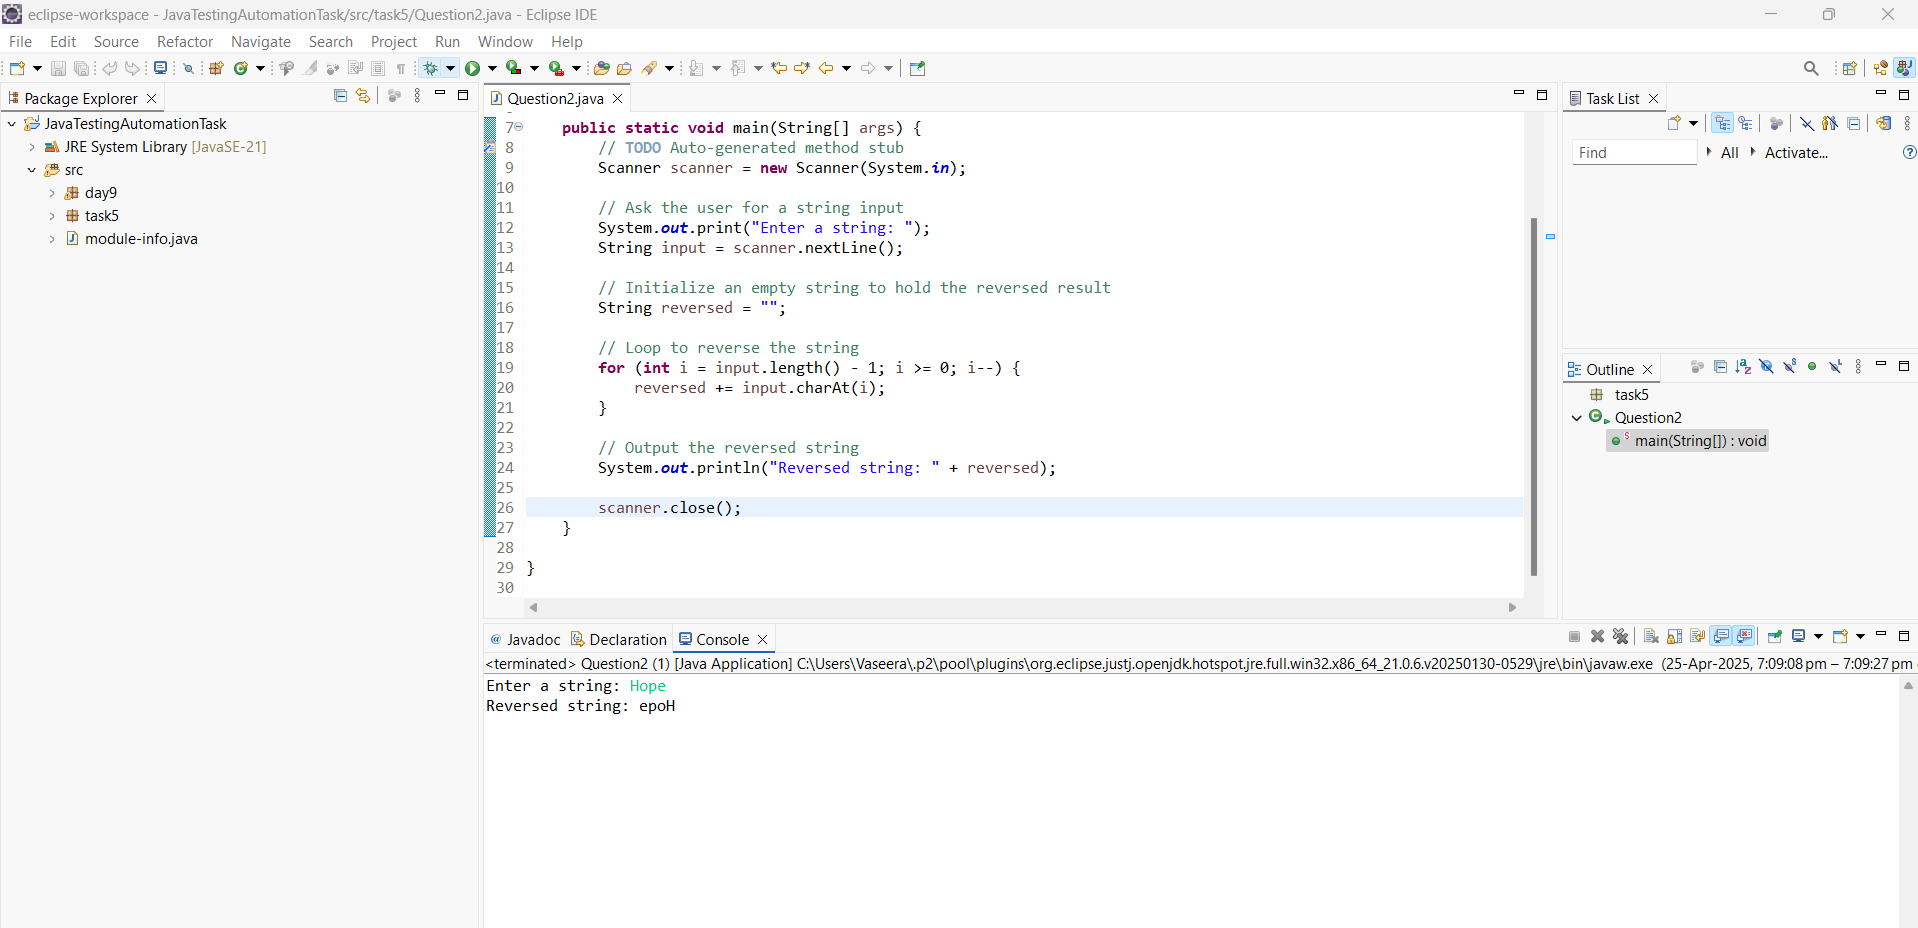 eclipse-workspace - JavaTestingAutomationTask/src/task5/Question2.java - Eclipse IDE
File Edit Source Refactor Navigate Search Project Run Window Help
Package Explorer
JavaTestingAutomationTask
JRE System Library [JavaSE-21]
src
day9
task5
module-info.java
Question2.java
7 public static void main(String[] args) {
8 // TODO Auto-generated method stub
9 Scanner scanner = new Scanner(System.in);
10
11 // Ask the user for a string input
12 System.out.print("Enter a string: ");
13 String input = scanner.nextLine();
14
15 // Initialize an empty string to hold the reversed result
16 String reversed = "";
17
18 // Loop to reverse the string
19 for (int i = input.length() - 1; i >= 0; i--) {
20 reversed += input.charAt(i);
21 }
22
23 // Output the reversed string
24 System.out.println("Reversed string: " + reversed);
25
26 scanner.close();
27 }
28
29 }
30
Task List
Find All Activate...
Outline
task5
Question2
main(String[]) : void
Javadoc Declaration Console
<terminated> Question2 (1) [Java Application] C:\Users\Vaseera\.p2\pool\plugins\org.eclipse.justj.openjdk.hotspot.jre.full.win32.x86_64_21.0.6.v20250130-0529\jre\bin\javaw.exe (25-Apr-2025, 7:09:08 pm – 7:09:27 pm
Enter a string: Hope
Reversed string: epoH